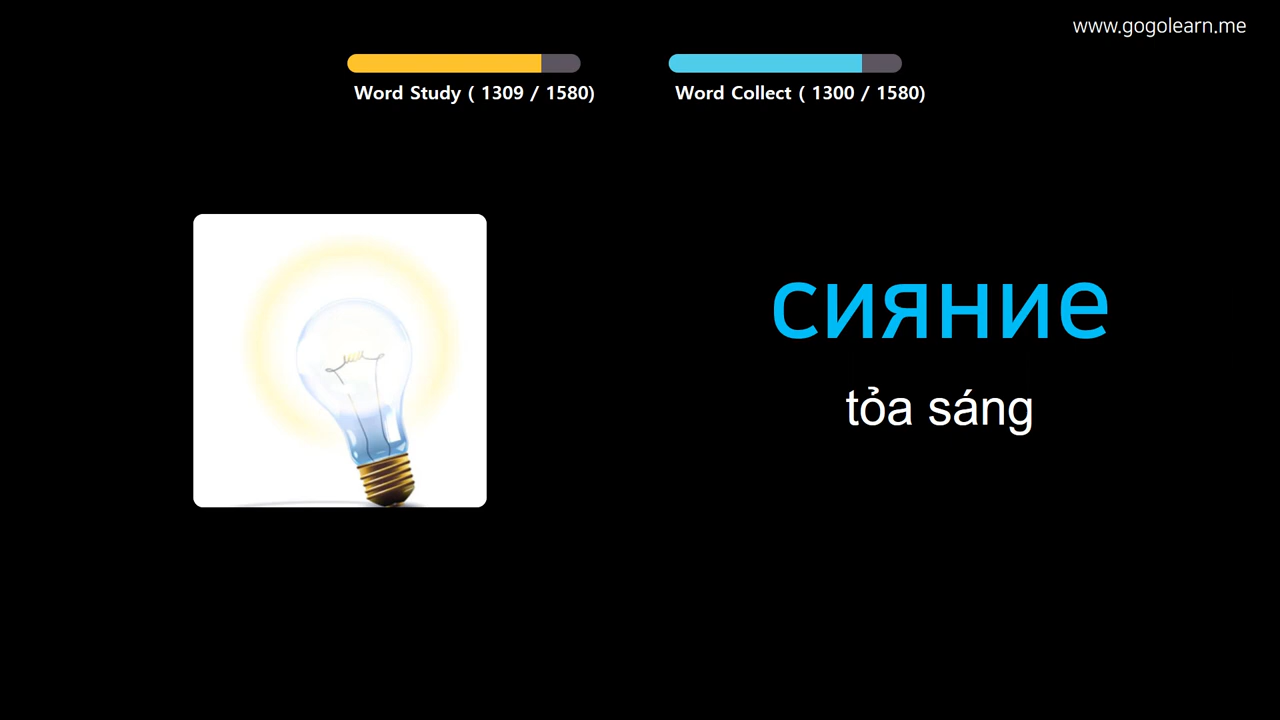 www.gogolearn.me
Word Study ( 1309 / 1580)
Word Collect ( 1300 / 1580)
сияние
tỏa sáng